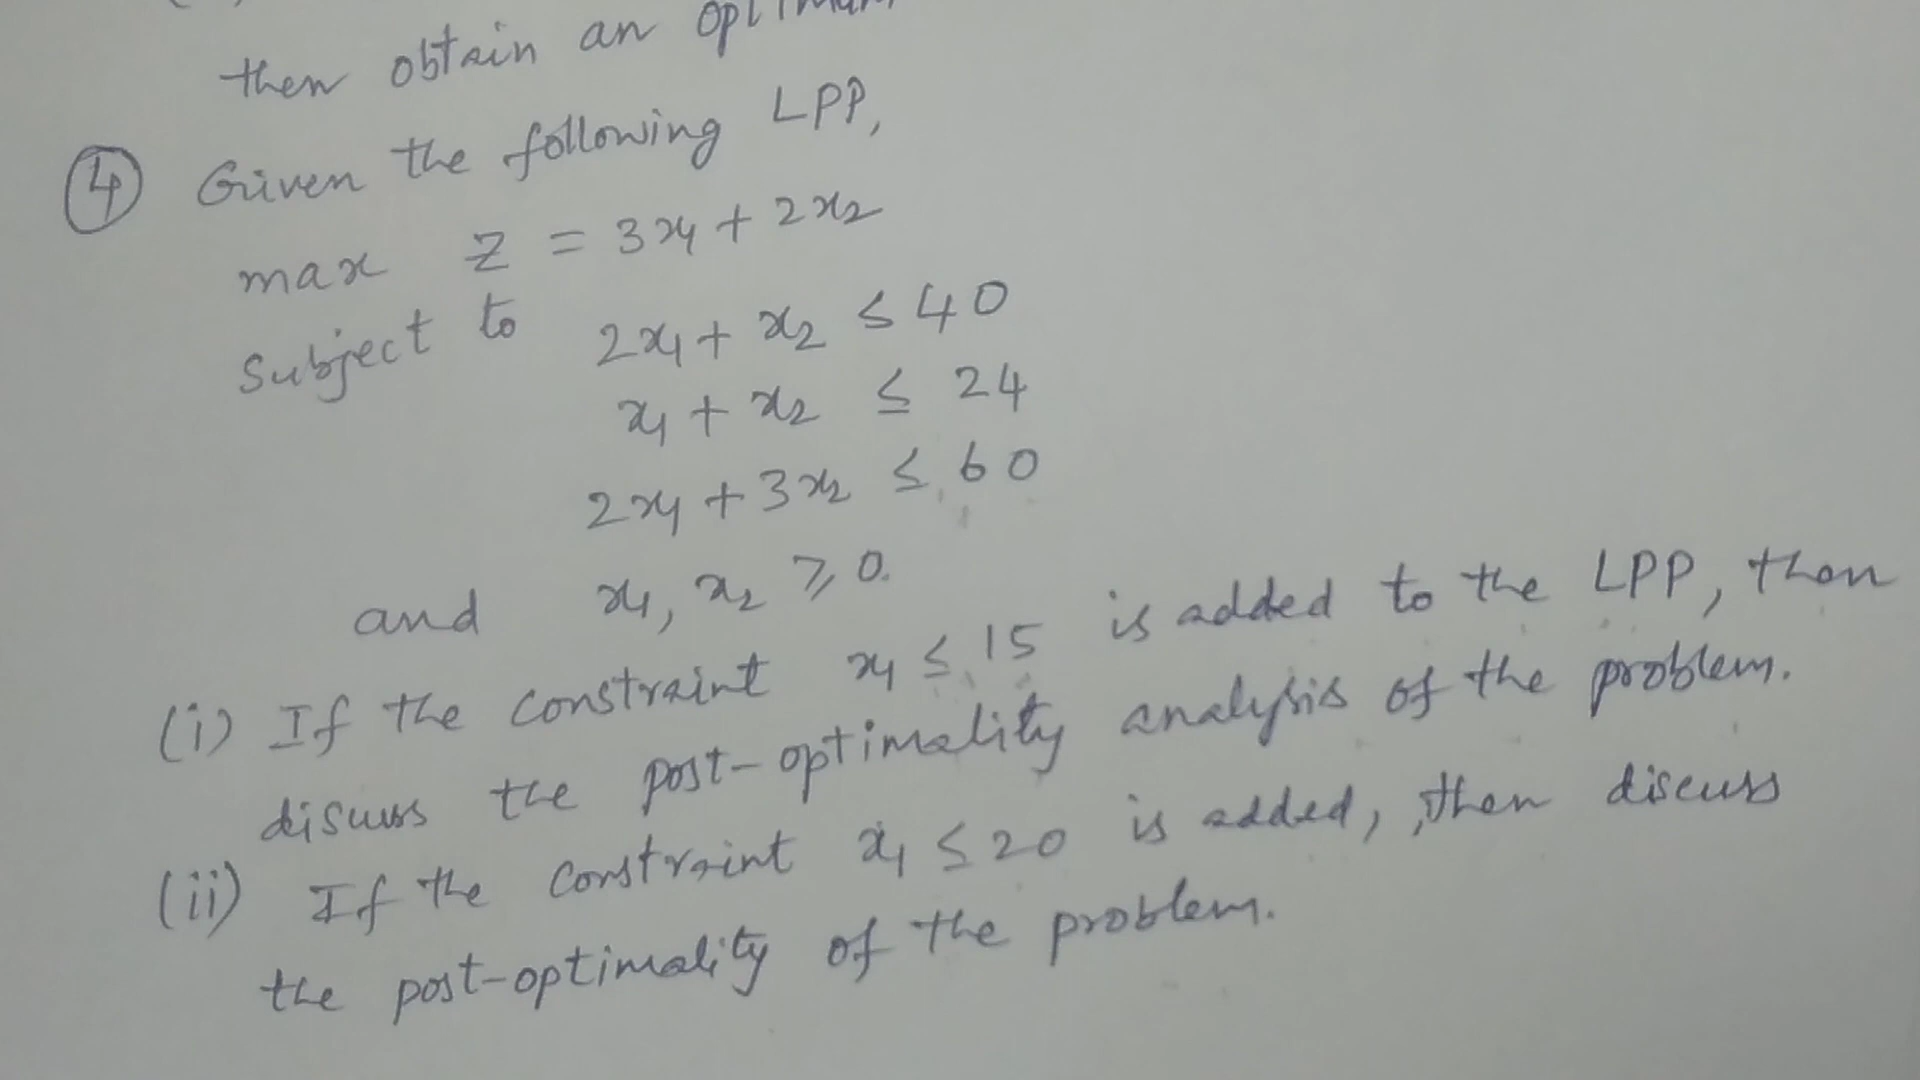 then obtain an optimum
④ Given the following LPP,
max Z = 3x₁ + 2x₂
Subject to
2x₁ + x₂ ≤ 40
x₁ + x₂ ≤ 24
2x₁ + 3x₂ ≤ 60
and x₁, x₂ ≥ 0.
(i) If the constraint x₁ ≤ 15 is added to the LPP, then
discuss the post-optimality analysis of the problem.
(ii) If the constraint x₁ ≤ 20 is added, then discuss
the post-optimality of the problem.